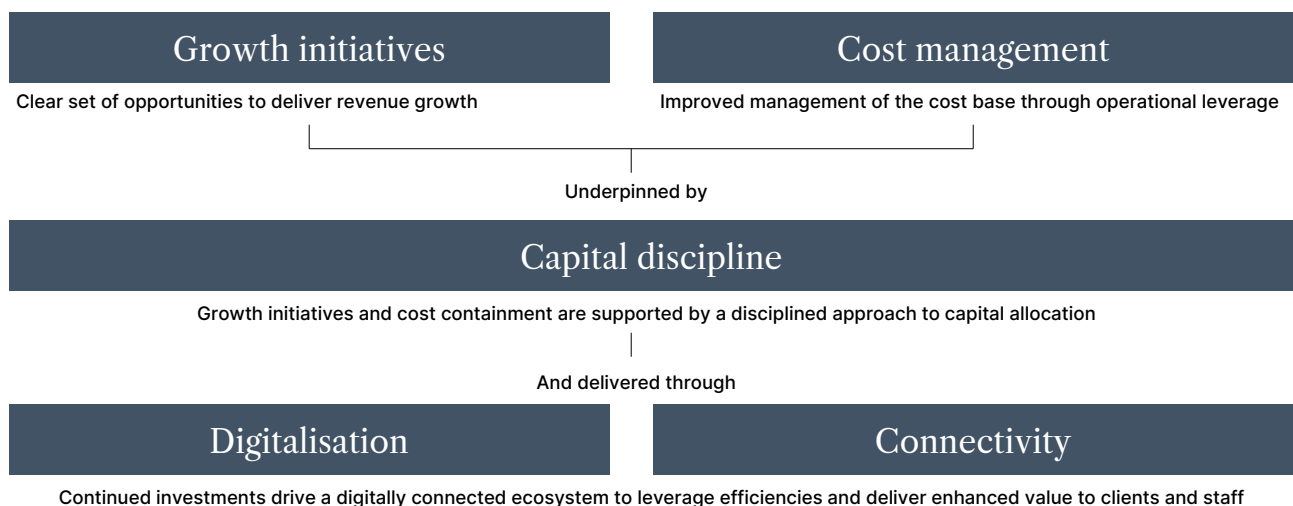 Growth initiatives
Cost management
Clear set of opportunities to deliver revenue growth
Improved management of the cost base through operational leverage
Underpinned by
Capital discipline
Growth initiatives and cost containment are supported by a disciplined approach to capital allocation
And delivered through
Digitalisation
Connectivity
Continued investments drive a digitally connected ecosystem to leverage efficiencies and deliver enhanced value to clients and staff